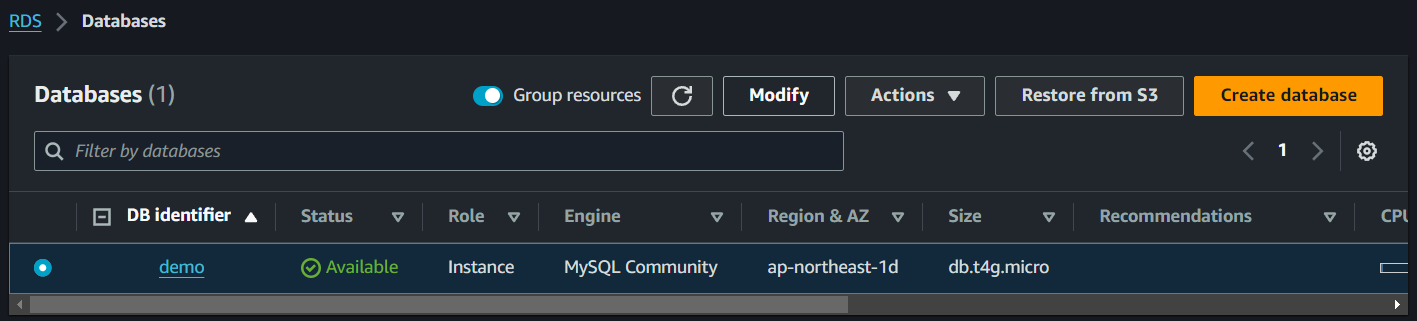 RDS > Databases
Databases (1) Group resources Modify Actions Restore from S3 Create database
Filter by databases 1
DB identifier Status Role Engine Region & AZ Size Recommendations CPU
demo Available Instance MySQL Community ap-northeast-1d db.t4g.micro